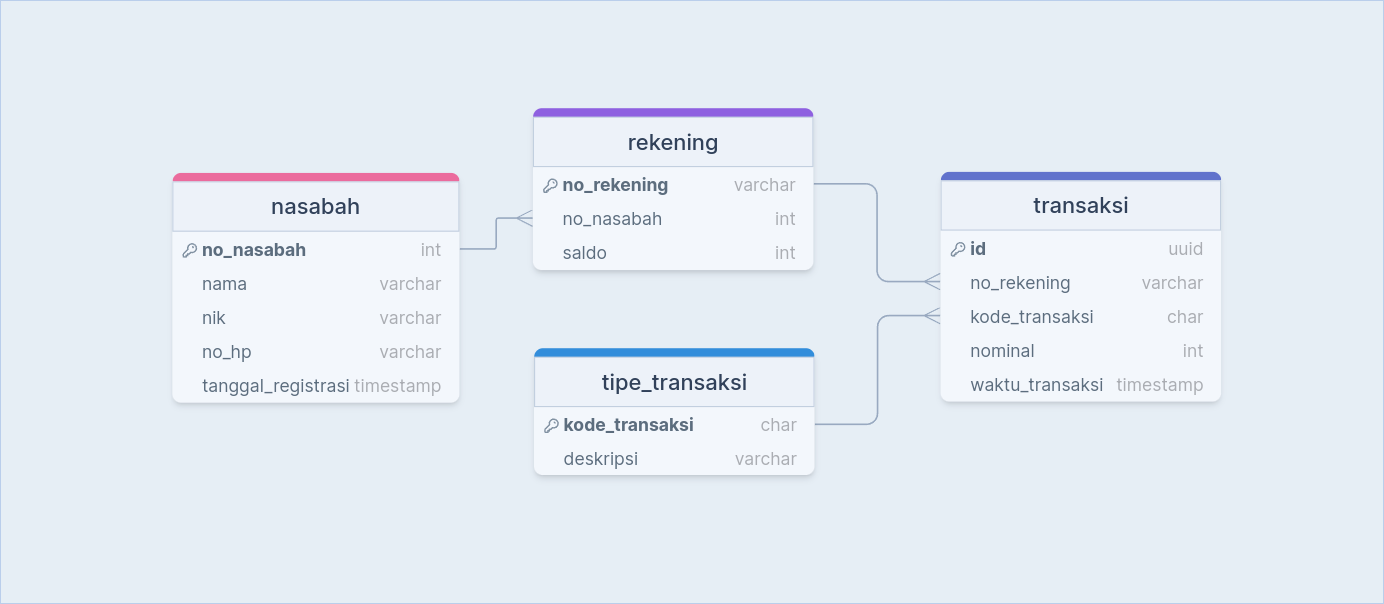 nasabah
no_nasabah int
nama varchar
nik varchar
no_hp varchar
tanggal_registrasi timestamp
rekening
no_rekening varchar
no_nasabah int
saldo int
tipe_transaksi
kode_transaksi char
deskripsi varchar
transaksi
id uuid
no_rekening varchar
kode_transaksi char
nominal int
waktu_transaksi timestamp